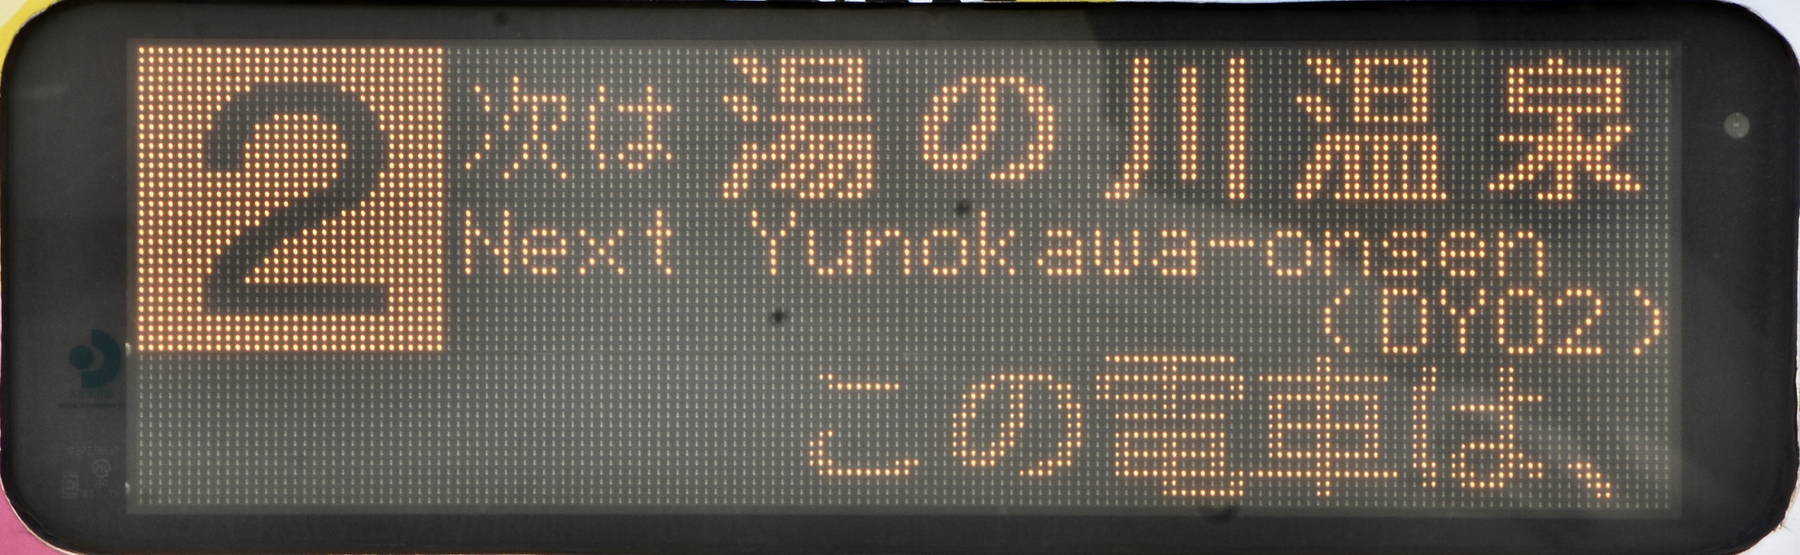 2 次は 湯の川温泉
Next Yunokawa-onsen
(DY02)
この電車は、